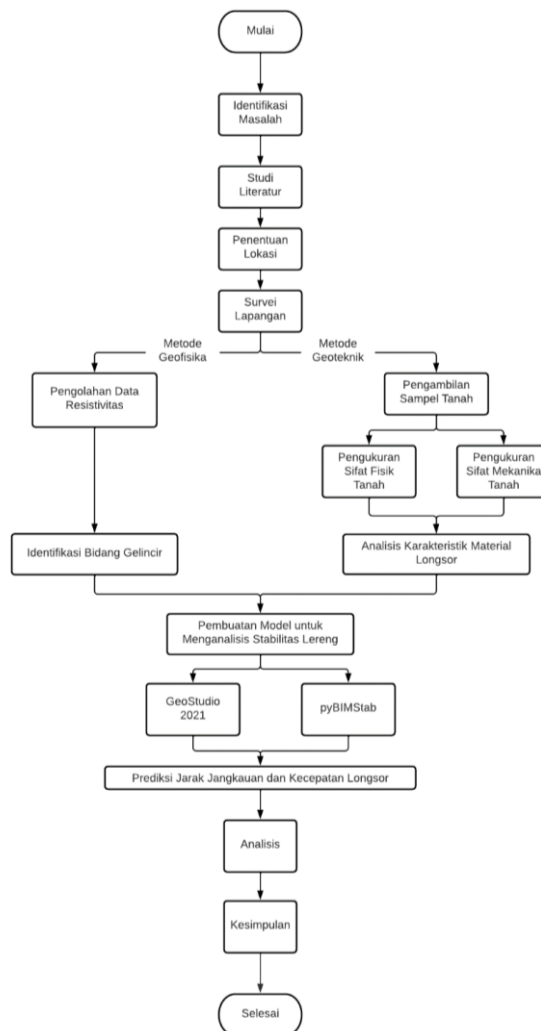 Mulai
Identifikasi
Masalah
Studi
Literatur
Penentuan
Lokasi
Survei
Lapangan
Metode
Geofisika
Metode
Geoteknik
Pengolahan Data
Resistivitas
Pengambilan
Sampel Tanah
Pengukuran
Sifat Fisik
Tanah
Pengukuran
Sifat Mekanika
Tanah
Identifikasi Bidang Gelincir
Analisis Karakteristik Material
Longsor
Pembuatan Model untuk
Menganalisis Stabilitas Lereng
GeoStudio
2021
pyBIMStab
Prediksi Jarak Jangkauan dan Kecepatan Longsor
Analisis
Kesimpulan
Selesai